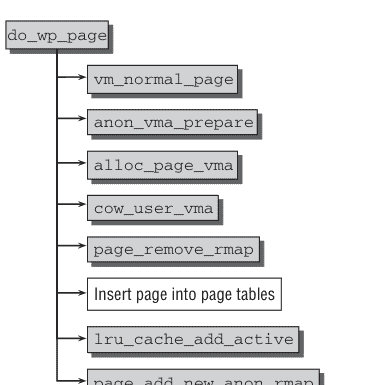 do_wp_page
vm_normal_page
anon_vma_prepare
alloc_page_vma
cow_user_vma
page_remove_rmap
Insert page into page tables
lru_cache_add_active
page_add_new_anon_rmap